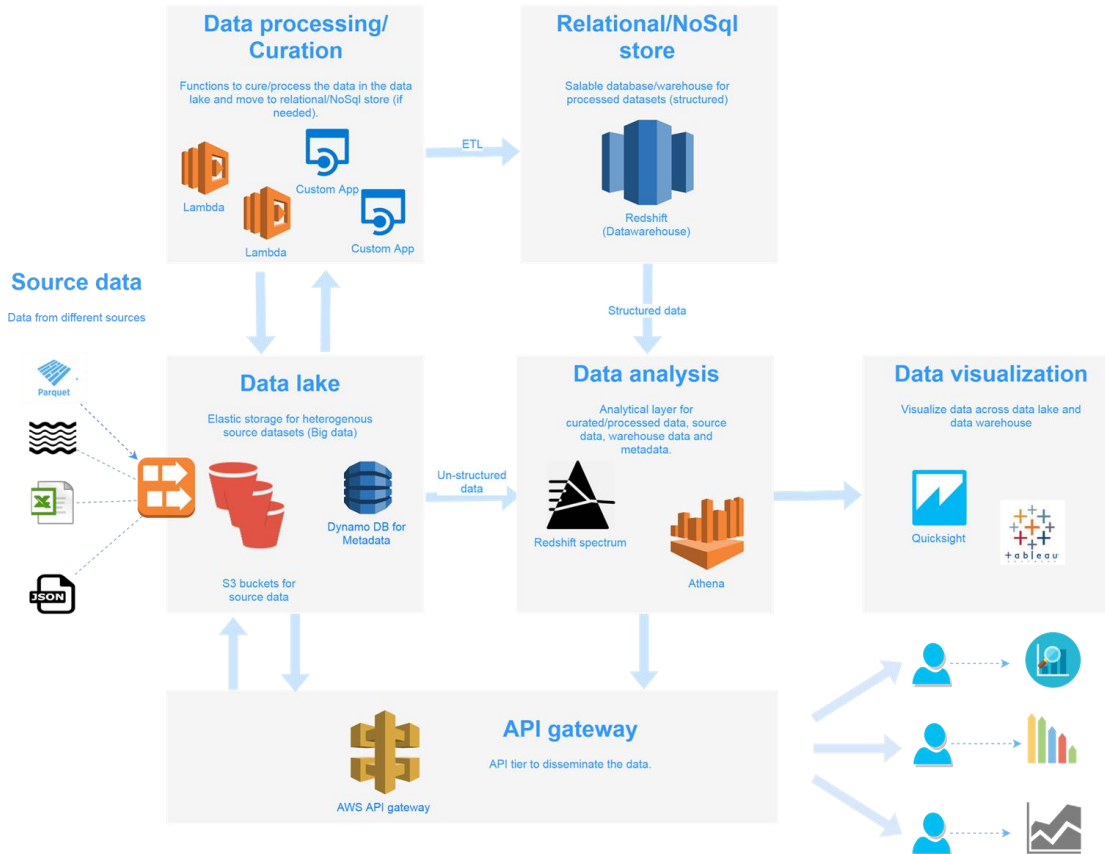 Data processing/
Curation
Functions to cure/process the data in the data
lake and move to relational/NoSql store (if
needed).
Lambda
Lambda
Custom App
Custom App
ETL
Relational/NoSql
store
Salable database/warehouse for
processed datasets (structured)
Redshift
(Datawarehouse)
Structured data
Source data
Data from different sources
Parquet
JSON
Data lake
Elastic storage for heterogenous
source datasets (Big data)
Dynamo DB for
Metadata
S3 buckets for
source data
Un-structured
data
Data analysis
Analytical layer for
curated/processed data, source
data, warehouse data and
metadata.
Redshift spectrum
Athena
Data visualization
Visualize data across data lake and
data warehouse
Quicksight
+ableau
SOFTWARE
API gateway
API tier to disseminate the data.
AWS API gateway